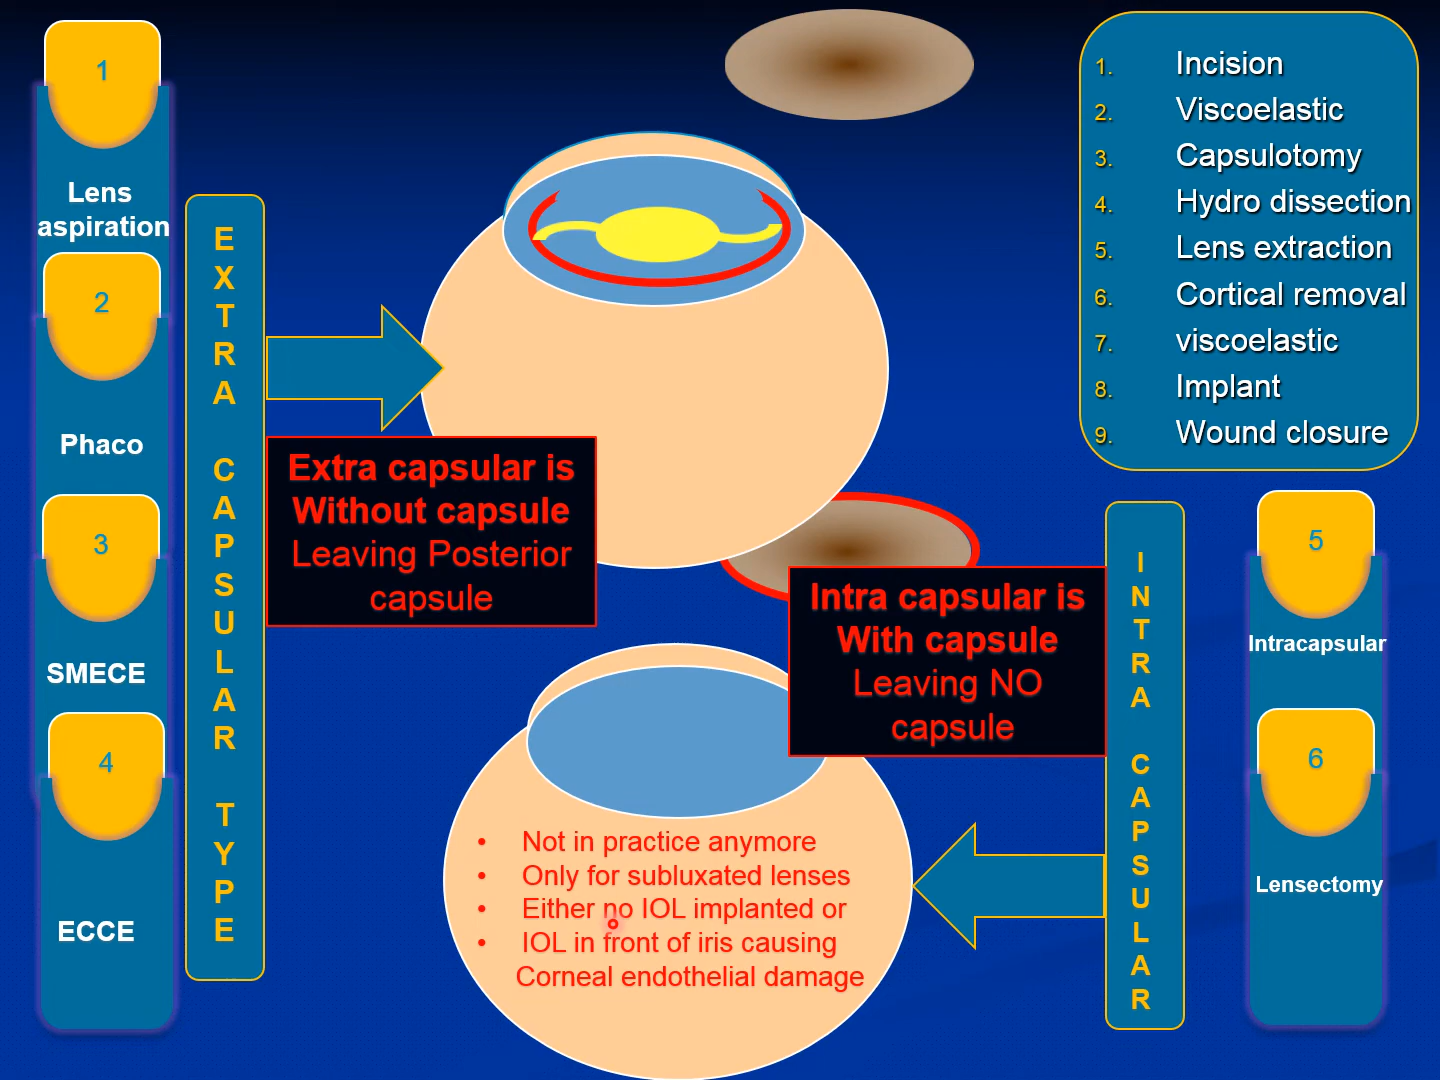 1
Lens
aspiration
2
Phaco
3
SMECE
4
ECCE
EXTRA CAPSULAR TYPE
Extra capsular is
Without capsule
Leaving Posterior
capsule
1. Incision
2. Viscoelastic
3. Capsulotomy
4. Hydro dissection
5. Lens extraction
6. Cortical removal
7. viscoelastic
8. Implant
9. Wound closure
Intra capsular is
With capsule
Leaving NO
capsule
INTRA CAPSULAR
5
Intracapsular
6
Lensectomy
• Not in practice anymore
• Only for subluxated lenses
• Either no IOL implanted or
• IOL in front of iris causing
Corneal endothelial damage